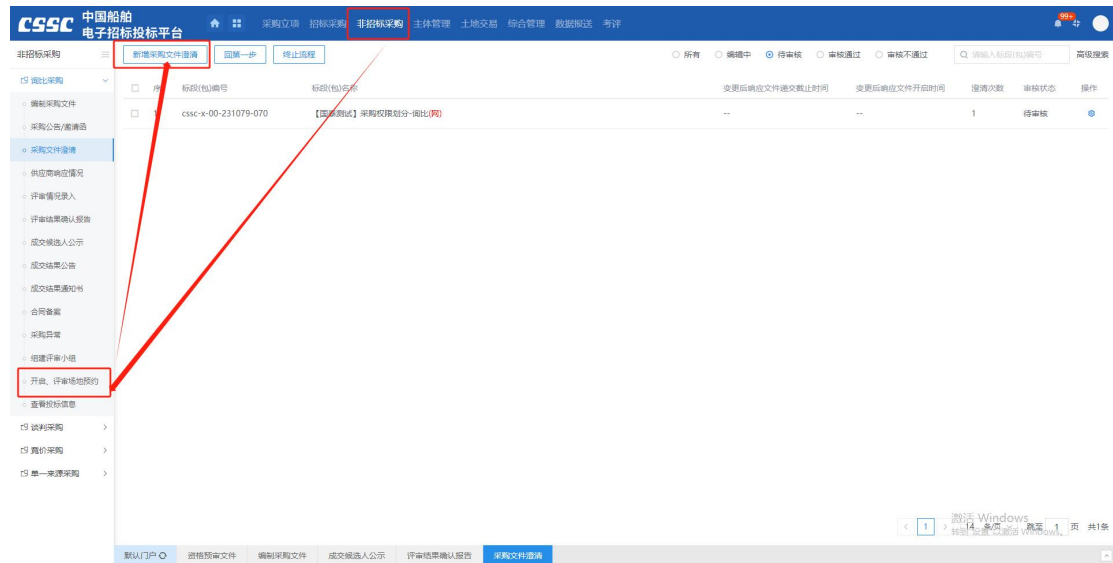 CSSC 中国船舶
电子招标投标平台
采购立项 招标采购 非招标采购 主体管理 土地交易 综合管理 数据报送 考评
99+
非招标采购
新增采购文件澄清 回第一步 终止流程
所有 编辑中 待审核 审核通过 审核不通过
请输入标段(包)编号 高级搜索
询比采购
序 标段(包)编号 标段(包)名称 变更后响应文件递交截止时间 变更后响应文件开启时间 澄清次数 审核状态 操作
编制采购文件
1 cssc-x-00-231079-070 采购权限划分-询比(网) -- -- 1 待审核
采购公告/邀请函
采购文件澄清
供应商响应情况
评审情况录入
评审结果确认报告
成交候选人公示
成交结果公告
成交结果通知书
合同备案
采购异常
组建评审小组
开启、评审场地预约
查看投标信息
谈判采购
竞价采购
单一来源采购
激活 Windows
转到"设置"以激活 Windows。
1 14 条/页 跳至 1 页 共1条
默认门户 资格预审文件 编制采购文件 成交候选人公示 评审结果确认报告 采购文件澄清